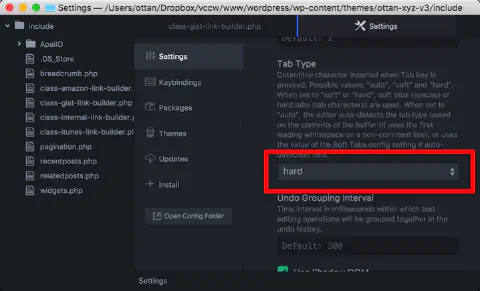 Settings — /Users/ottan/Dropbox/vccw/www/wordpress/wp-content/themes/ottan-xyz-v3/include
include
ApaiIO
.DS_Store
breadcrumb.php
class-amazon-link-builder.php
class-gist-link-builder.php
class-internal-link-builder.php
class-itunes-link-builder.php
pagination.php
recentposts.php
relatedposts.php
widgets.php
class-gist-link-builder.php
Settings
Settings
Keybindings
Packages
Themes
Updates
Install
Open Config Folder
Default: 2
Tab Type
Determine character inserted when Tab key is
pressed. Possible values: "auto", "soft" and "hard".
When set to "soft" or "hard", soft tabs (spaces) or
hard tabs (tab characters) are used. When set to
"auto", the editor auto-detects the tab type based
on the contents of the buffer (it uses the first
leading whitespace on a non-comment line), or uses
the value of the Soft Tabs config setting if auto-
detection fails.
hard
Undo Grouping Interval
Time interval in milliseconds within which text
editing operations will be grouped together in the
undo history.
Default: 300
Use Shadow DOM
Settings